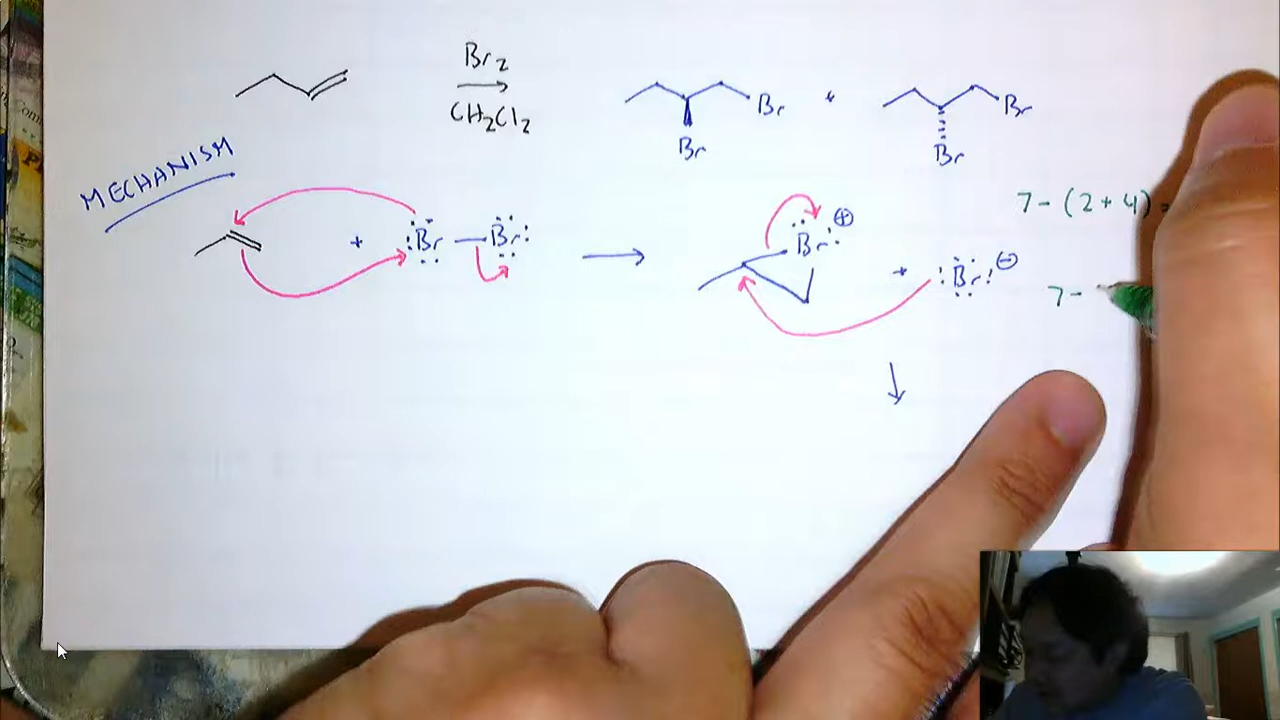 Br2
CH2Cl2
Br + Br
Br Br
MECHANISM
+ :Br — Br: + :Br:
Br ⊕ ⊖
7 - (2 + 4) =
7 -